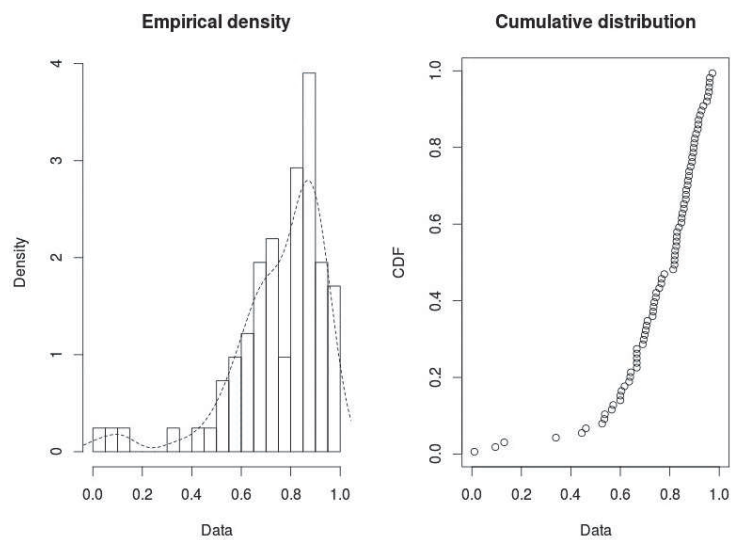 Empirical density
Density
0
1
2
3
4
0.0 0.2 0.4 0.6 0.8 1.0
Data
Cumulative distribution
CDF
0.0
0.2
0.4
0.6
0.8
1.0
0.0 0.2 0.4 0.6 0.8 1.0
Data